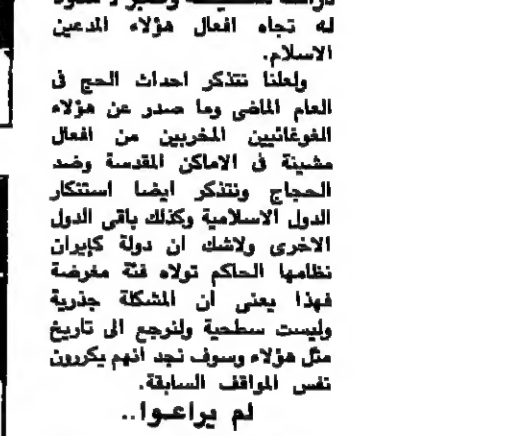 له تجاه افعال هؤلاء المدعين
الاسلام.
ولعلنا نتذكر احداث الحج في
العام الماضي وما صدر عن هؤلاء
الغوغائيين المخربين من افعال
مشينة في الاماكن المقدسة وضد
الحجاج ونتذكر ايضا استنكار
الدول الاسلامية وكذلك باقي الدول
الاخرى ولاشك ان دولة كإيران
نظامها الحاكم تولاه فئة مغرضة
فهذا يعني ان المشكلة جذرية
وليست سطحية ولنرجع الى تاريخ
مثل هؤلاء وسوف نجد انهم يكررون
نفس المواقف السابقة.
لم يراعوا..